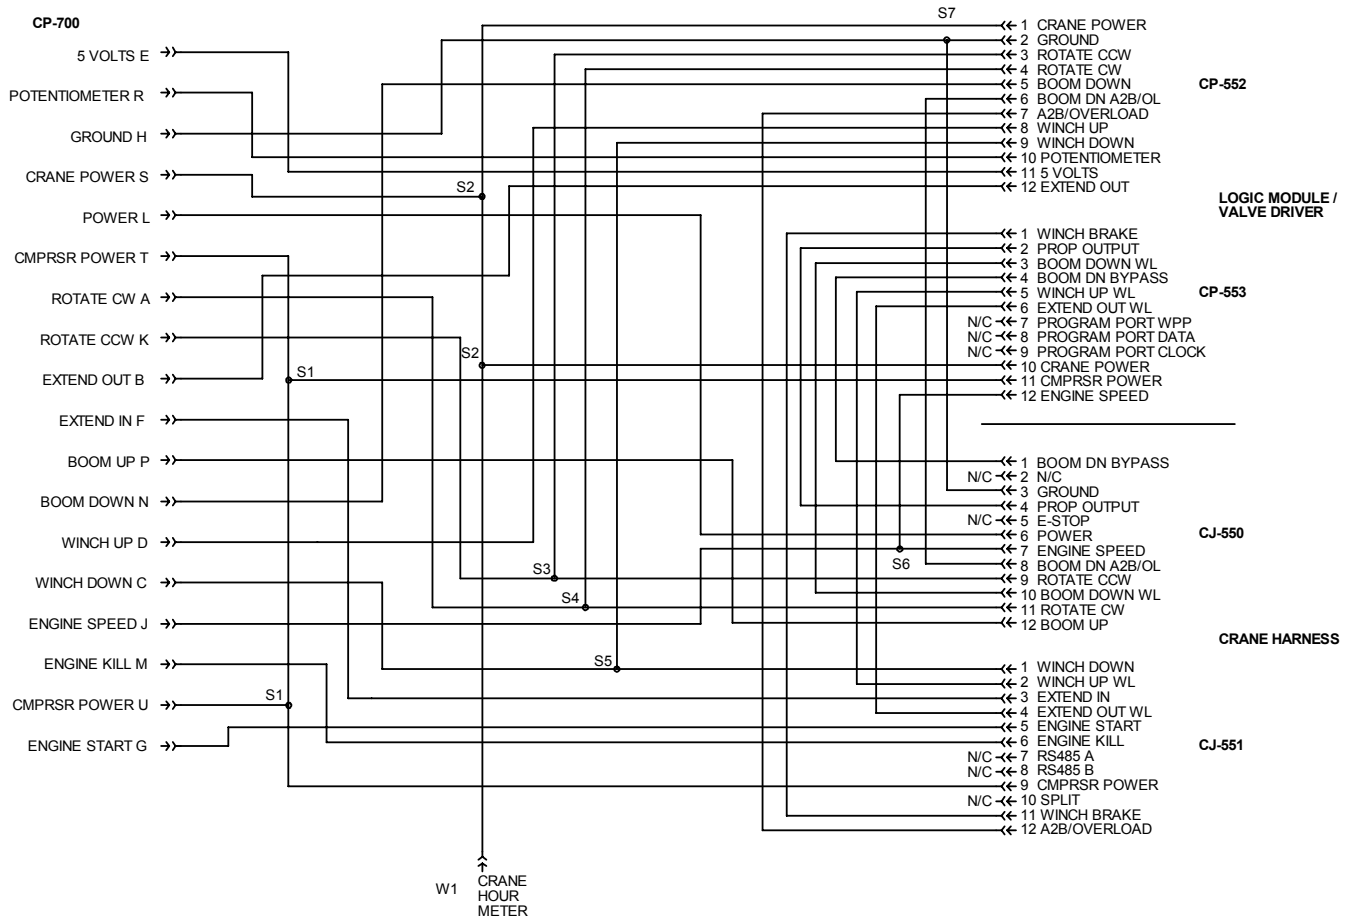 CP-700
5 VOLTS E
POTENTIOMETER R
GROUND H
CRANE POWER S
POWER L
CMPRSR POWER T
ROTATE CW A
ROTATE CCW K
EXTEND OUT B
EXTEND IN F
BOOM UP P
BOOM DOWN N
WINCH UP D
WINCH DOWN C
ENGINE SPEED J
ENGINE KILL M
CMPRSR POWER U
ENGINE START G
S7
S2
S2
S1
S3
S4
S5
S6
S1
W1
CRANE
HOUR
METER
1 CRANE POWER
2 GROUND
3 ROTATE CCW
4 ROTATE CW
5 BOOM DOWN
6 BOOM DN A2B/OL
7 A2B/OVERLOAD
8 WINCH UP
9 WINCH DOWN
10 POTENTIOMETER
11 5 VOLTS
12 EXTEND OUT
CP-552
LOGIC MODULE /
VALVE DRIVER
1 WINCH BRAKE
2 PROP OUTPUT
3 BOOM DOWN WL
4 BOOM DN BYPASS
5 WINCH UP WL
6 EXTEND OUT WL
N/C 7 PROGRAM PORT WPP
N/C 8 PROGRAM PORT DATA
N/C 9 PROGRAM PORT CLOCK
10 CRANE POWER
11 CMPRSR POWER
12 ENGINE SPEED
CP-553
1 BOOM DN BYPASS
N/C 2 N/C
3 GROUND
4 PROP OUTPUT
N/C 5 E-STOP
6 POWER
7 ENGINE SPEED
8 BOOM DN A2B/OL
9 ROTATE CCW
10 BOOM DOWN WL
11 ROTATE CW
12 BOOM UP
CJ-550
CRANE HARNESS
1 WINCH DOWN
2 WINCH UP WL
3 EXTEND IN
4 EXTEND OUT WL
5 ENGINE START
6 ENGINE KILL
N/C 7 RS485 A
N/C 8 RS485 B
9 CMPRSR POWER
N/C 10 SPLIT
11 WINCH BRAKE
12 A2B/OVERLOAD
CJ-551